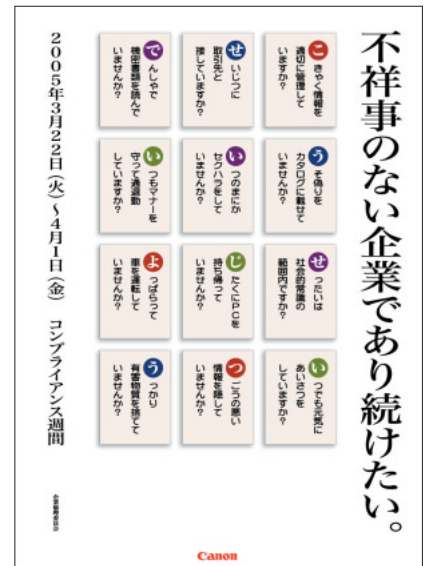 不祥事のない企業であり続けたい。
こきゃく情報を
適切に管理して
いますか?
うそ偽りを
カタログに載せて
いませんか?
せったいは
社会的常識の
範囲内ですか?
いつでも元気に
あいさつを
していますか?
せいじつに
取引先と
接していますか?
いつのまにか
セクハラをして
いませんか?
じたくにPCを
持ち帰って
いませんか?
つごうの悪い
情報を隠して
いませんか?
でんしゃで
機密書類を読んで
いませんか?
いつもマナーを
守って通退勤
していますか?
よっぱらって
車を運転して
いませんか?
うっかり
有害物質を捨てて
いませんか?
2005年3月22日(火)〜4月1日(金) コンプライアンス週間
企業倫理委員会
Canon